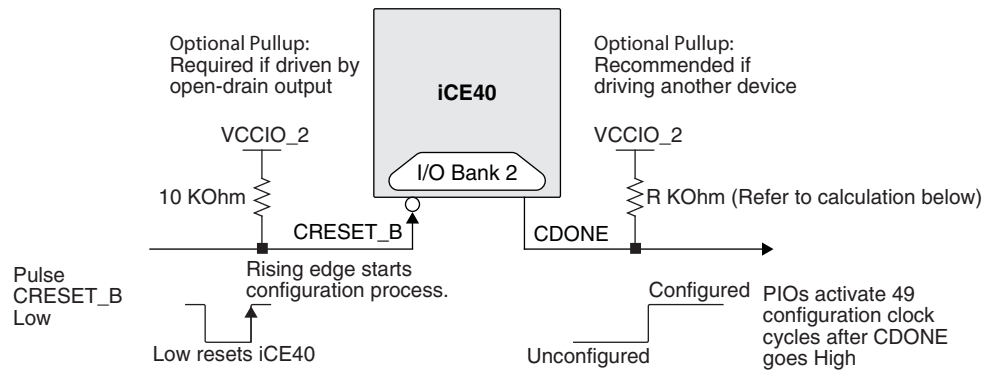 Optional Pullup:
Required if driven by
open-drain output
iCE40
Optional Pullup:
Recommended if
driving another device
VCCIO_2
VCCIO_2
I/O Bank 2
10 KOhm
R KOhm (Refer to calculation below)
CRESET_B
CDONE
Pulse
CRESET_B
Low
Rising edge starts
configuration process.
Low resets iCE40
Configured
Unconfigured
PIOs activate 49
configuration clock
cycles after CDONE
goes High